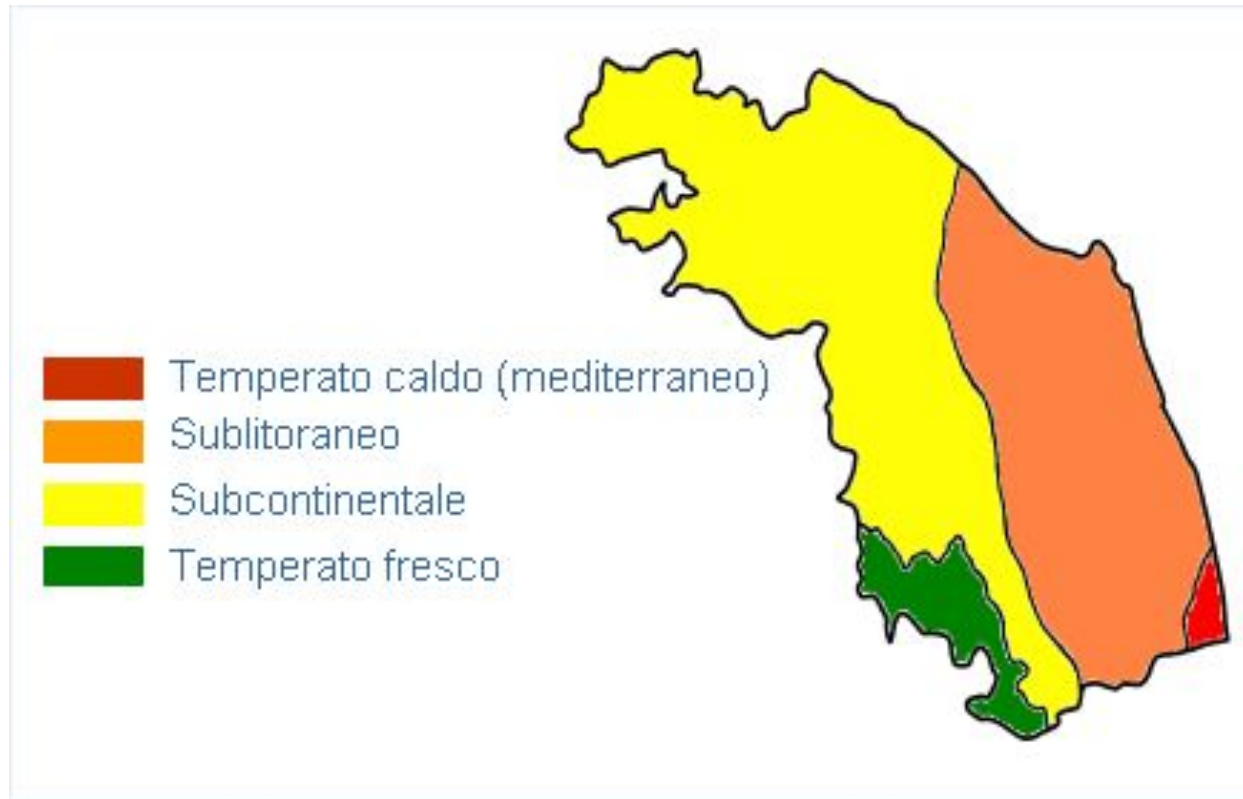 Temperato caldo (mediterraneo)
Sublitoraneo
Subcontinentale
Temperato fresco